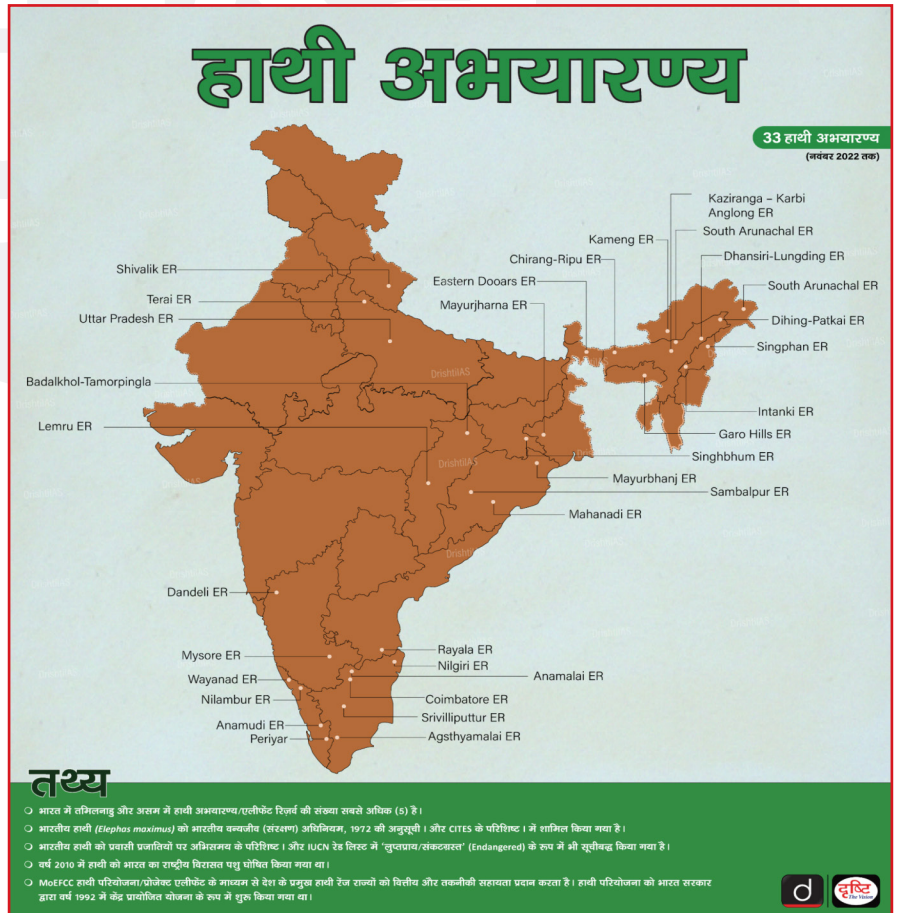 हाथी अभयारण्य
33 हाथी अभयारण्य
(नवंबर 2022 तक)
Kaziranga – Karbi
Anglong ER
South Arunachal ER
Kameng ER
Dhansiri-Lungding ER
Chirang-Ripu ER
Shivalik ER
Eastern Dooars ER
South Arunachal ER
Terai ER
Mayurjharna ER
Uttar Pradesh ER
Dihing-Patkai ER
Singphan ER
DrishtiIAS
Badalkhol-Tamorpingla
Intanki ER
Lemru ER
Garo Hills ER
Singhbhum ER
DrishtiIAS
Mayurbhanj ER
Sambalpur ER
Mahanadi ER
Dandeli ER
Rayala ER
Mysore ER
Nilgiri ER
Anamalai ER
Wayanad ER
Nilambur ER
Coimbatore ER
Srivilliputtur ER
Anamudi ER
Periyar
Agsthyamalai ER
तथ्य
भारत में तमिलनाडु और असम में हाथी अभयारण्य/एलीफेंट रिज़र्व की संख्या सबसे अधिक (5) है।
भारतीय हाथी (Elephas maximus) को भारतीय वन्यजीव (संरक्षण) अधिनियम, 1972 की अनुसूची I और CITES के परिशिष्ट I में शामिल किया गया है।
भारतीय हाथी को प्रवासी प्रजातियों पर अभिसमय के परिशिष्ट I और IUCN रेड लिस्ट में 'लुप्तप्राय/संकटग्रस्त' (Endangered) के रूप में भी सूचीबद्ध किया गया है।
वर्ष 2010 में हाथी को भारत का राष्ट्रीय विरासत पशु घोषित किया गया था।
MoEFCC हाथी परियोजना/प्रोजेक्ट एलीफेंट के माध्यम से देश के प्रमुख हाथी रेंज राज्यों को वित्तीय और तकनीकी सहायता प्रदान करता है। हाथी परियोजना को भारत सरकार
द्वारा वर्ष 1992 में केंद्र प्रायोजित योजना के रूप में शुरू किया गया था।
d
दृष्टि
The Vision